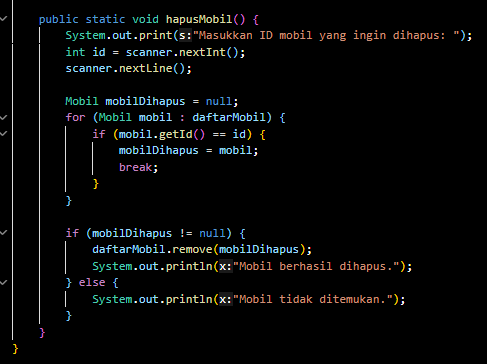 public static void hapusMobil() {
System.out.print(s:"Masukkan ID mobil yang ingin dihapus: ");
int id = scanner.nextInt();
scanner.nextLine();
Mobil mobilDihapus = null;
for (Mobil mobil : daftarMobil) {
if (mobil.getId() == id) {
mobilDihapus = mobil;
break;
}
}
if (mobilDihapus != null) {
daftarMobil.remove(mobilDihapus);
System.out.println(x:"Mobil berhasil dihapus.");
} else {
System.out.println(x:"Mobil tidak ditemukan.");
}
}
}